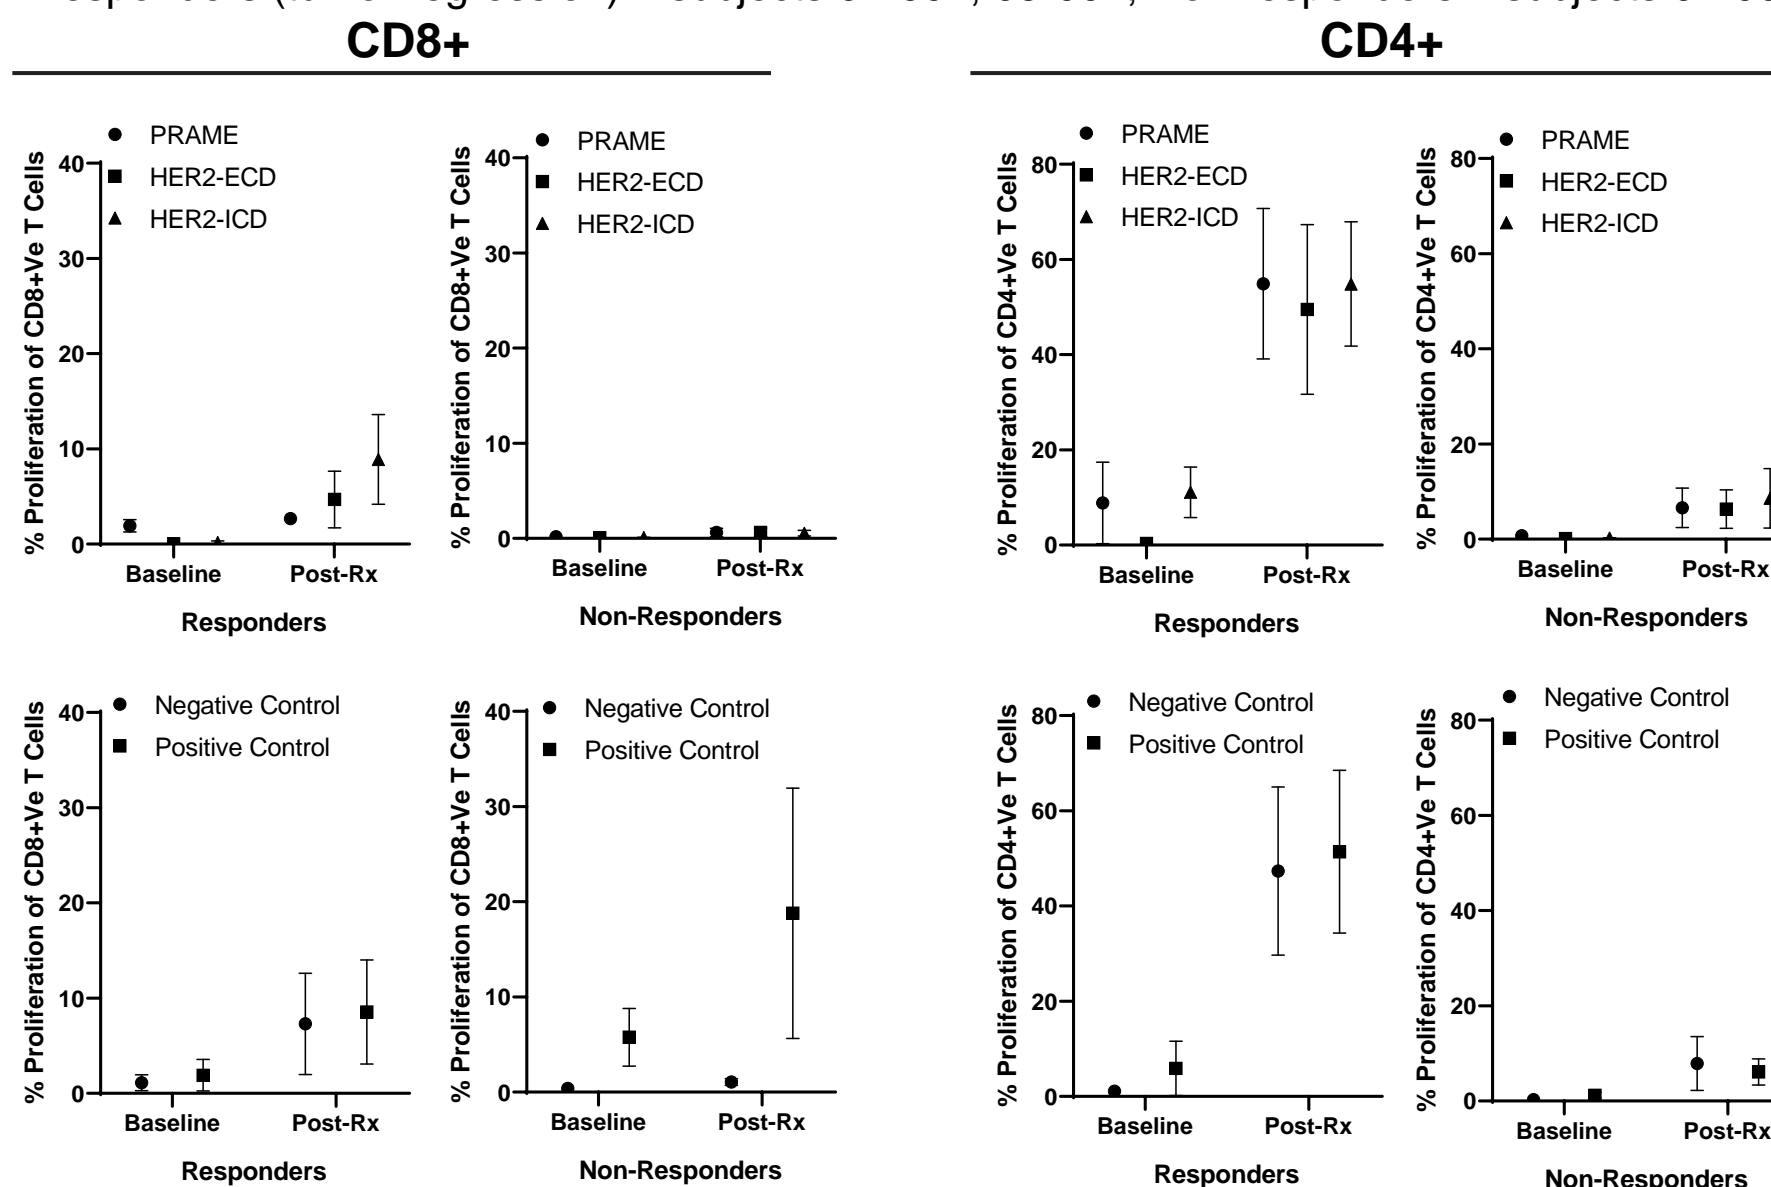 CD8+
CD4+
PRAME
HER2-ECD
HER2-ICD
% Proliferation of CD8+Ve T Cells
40
30
20
10
0
Baseline
Post-Rx
Responders
PRAME
HER2-ECD
HER2-ICD
% Proliferation of CD8+Ve T Cells
40
30
20
10
0
Baseline
Post-Rx
Non-Responders
PRAME
HER2-ECD
HER2-ICD
% Proliferation of CD4+Ve T Cells
80
60
40
20
0
Baseline
Post-Rx
Responders
PRAME
HER2-ECD
HER2-ICD
% Proliferation of CD4+Ve T Cells
80
60
40
20
0
Baseline
Post-Rx
Non-Responders
Negative Control
Positive Control
% Proliferation of CD8+Ve T Cells
40
30
20
10
0
Baseline
Post-Rx
Responders
Negative Control
Positive Control
% Proliferation of CD8+Ve T Cells
40
30
20
10
0
Baseline
Post-Rx
Non-Responders
Negative Control
Positive Control
% Proliferation of CD4+Ve T Cells
80
60
40
20
0
Baseline
Post-Rx
Responders
Negative Control
Positive Control
% Proliferation of CD4+Ve T Cells
80
60
40
20
0
Baseline
Post-Rx
Non-Responders